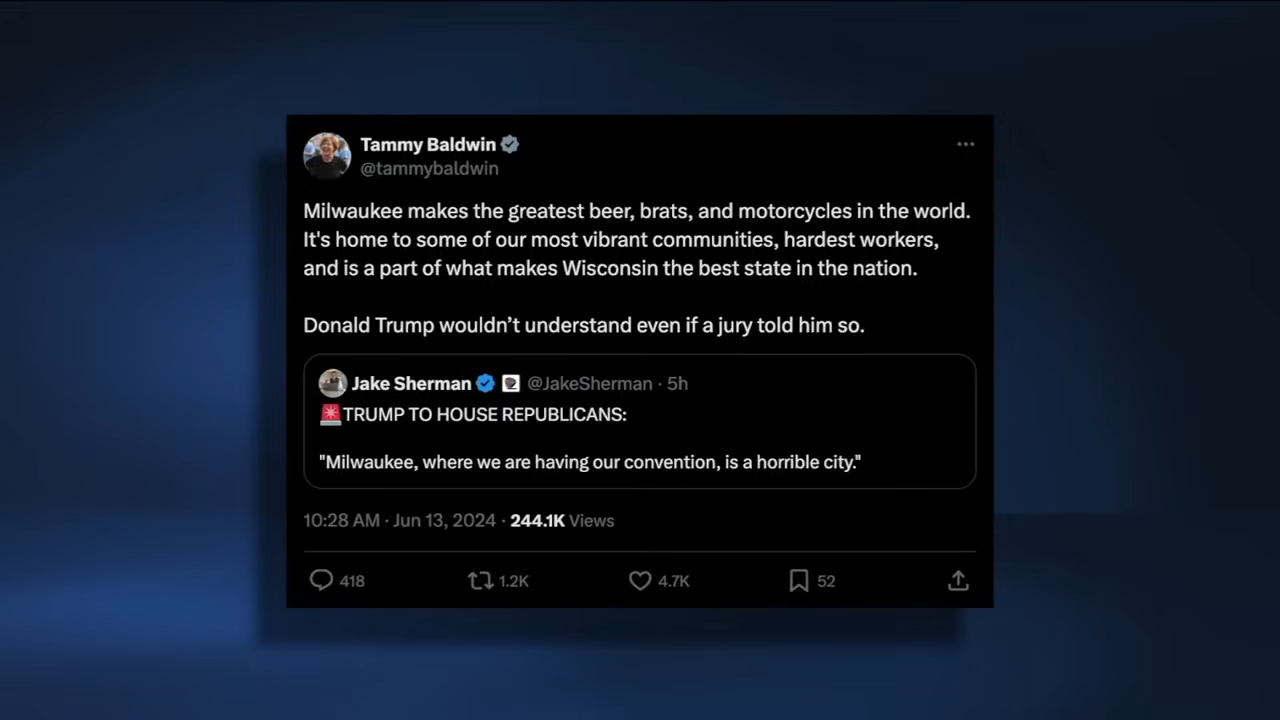 Tammy Baldwin
@tammybaldwin
Milwaukee makes the greatest beer, brats, and motorcycles in the world.
It's home to some of our most vibrant communities, hardest workers,
and is a part of what makes Wisconsin the best state in the nation.
Donald Trump wouldn’t understand even if a jury told him so.
Jake Sherman @JakeSherman · 5h
🚨TRUMP TO HOUSE REPUBLICANS:
"Milwaukee, where we are having our convention, is a horrible city."
10:28 AM · Jun 13, 2024 · 244.1K Views
418 1.2K 4.7K 52